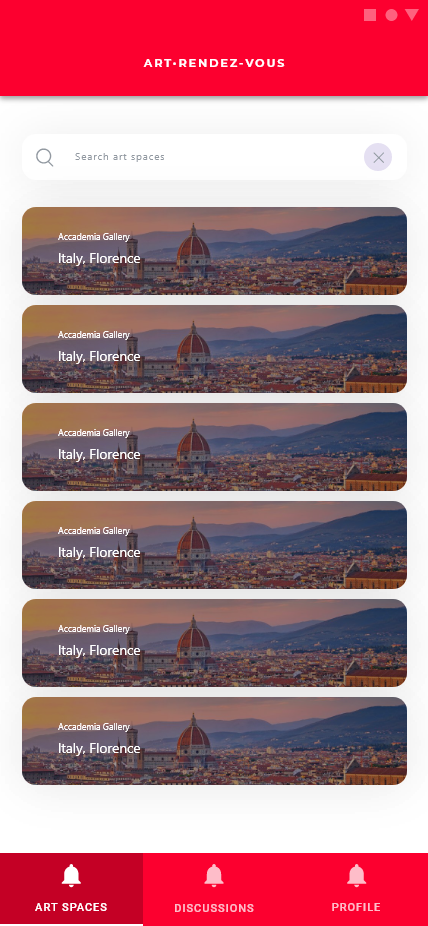 ART•RENDEZ-VOUS
Search art spaces
Accademia Gallery
Italy, Florence
Accademia Gallery
Italy, Florence
Accademia Gallery
Italy, Florence
Accademia Gallery
Italy, Florence
Accademia Gallery
Italy, Florence
Accademia Gallery
Italy, Florence
ART SPACES
DISCUSSIONS
PROFILE